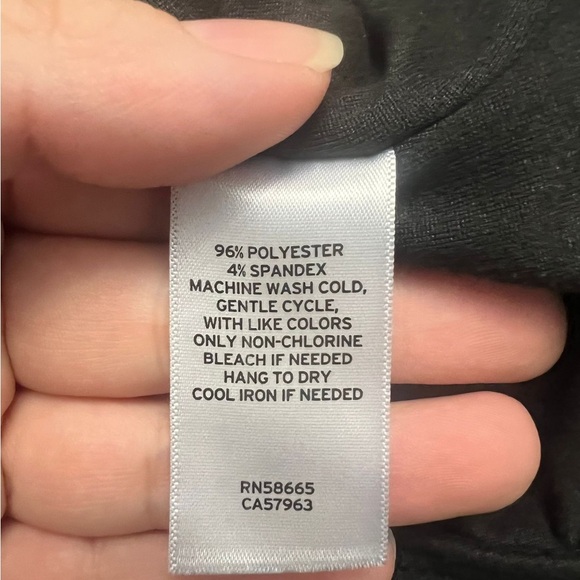 96% POLYESTER
4% SPANDEX
MACHINE WASH COLD,
GENTLE CYCLE,
WITH LIKE COLORS
ONLY NON-CHLORINE
BLEACH IF NEEDED
HANG TO DRY
COOL IRON IF NEEDED
RN58665
CA57963